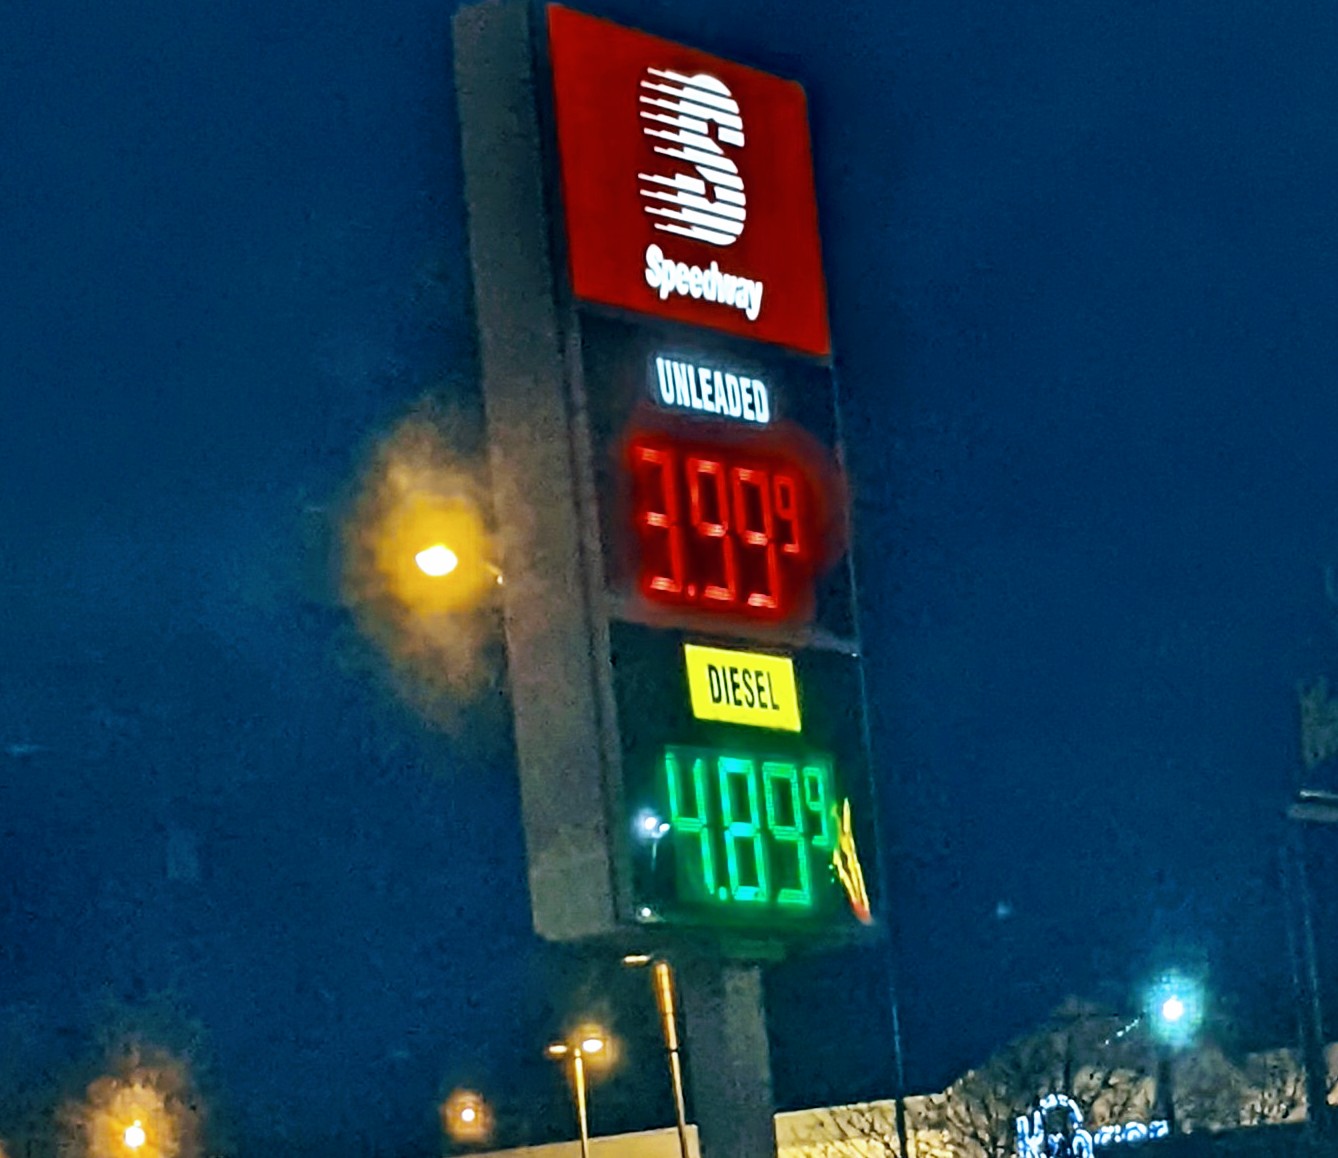 Speedway
UNLEADED
3.999
DIESEL
4.899